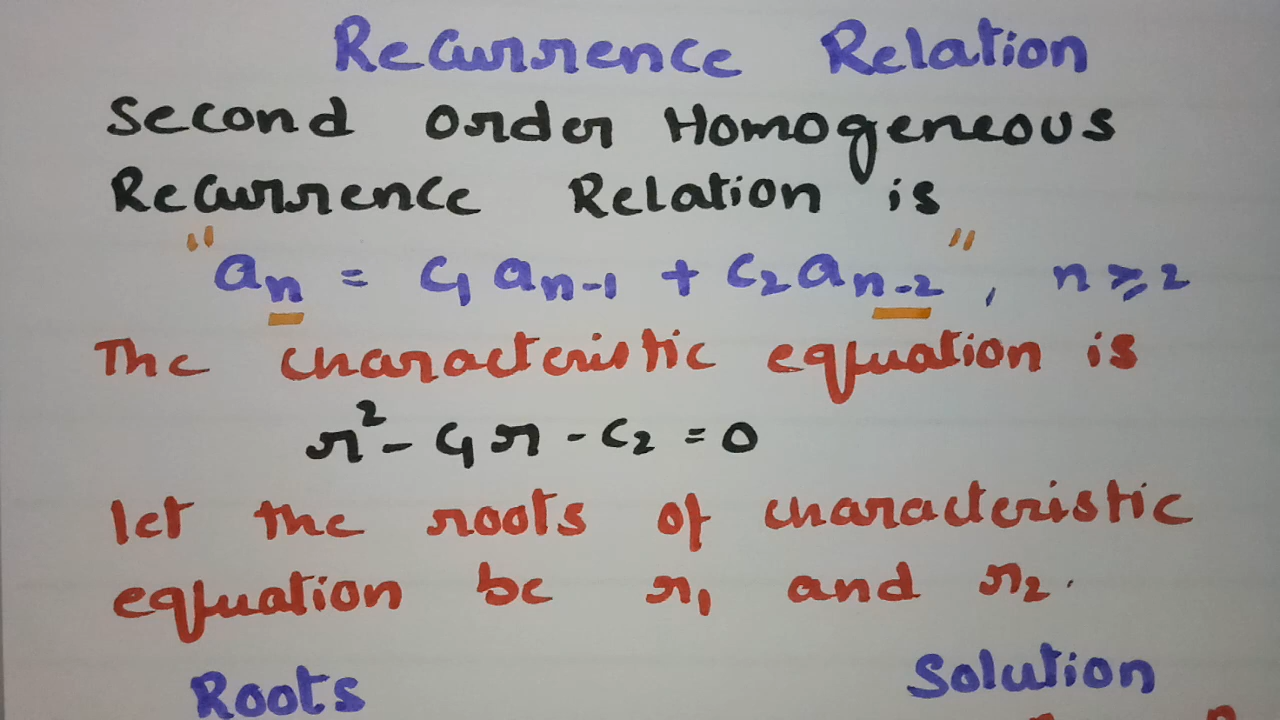 Recurrence Relation
Second Order Homogeneous
Recurrence Relation is
"aₙ = c₁ aₙ₋₁ + c₂ aₙ₋₂", n ≥ 2
The characteristic equation is
r² - c₁ r - c₂ = 0
let the roots of characteristic
equation be r₁ and r₂.
Roots Solution